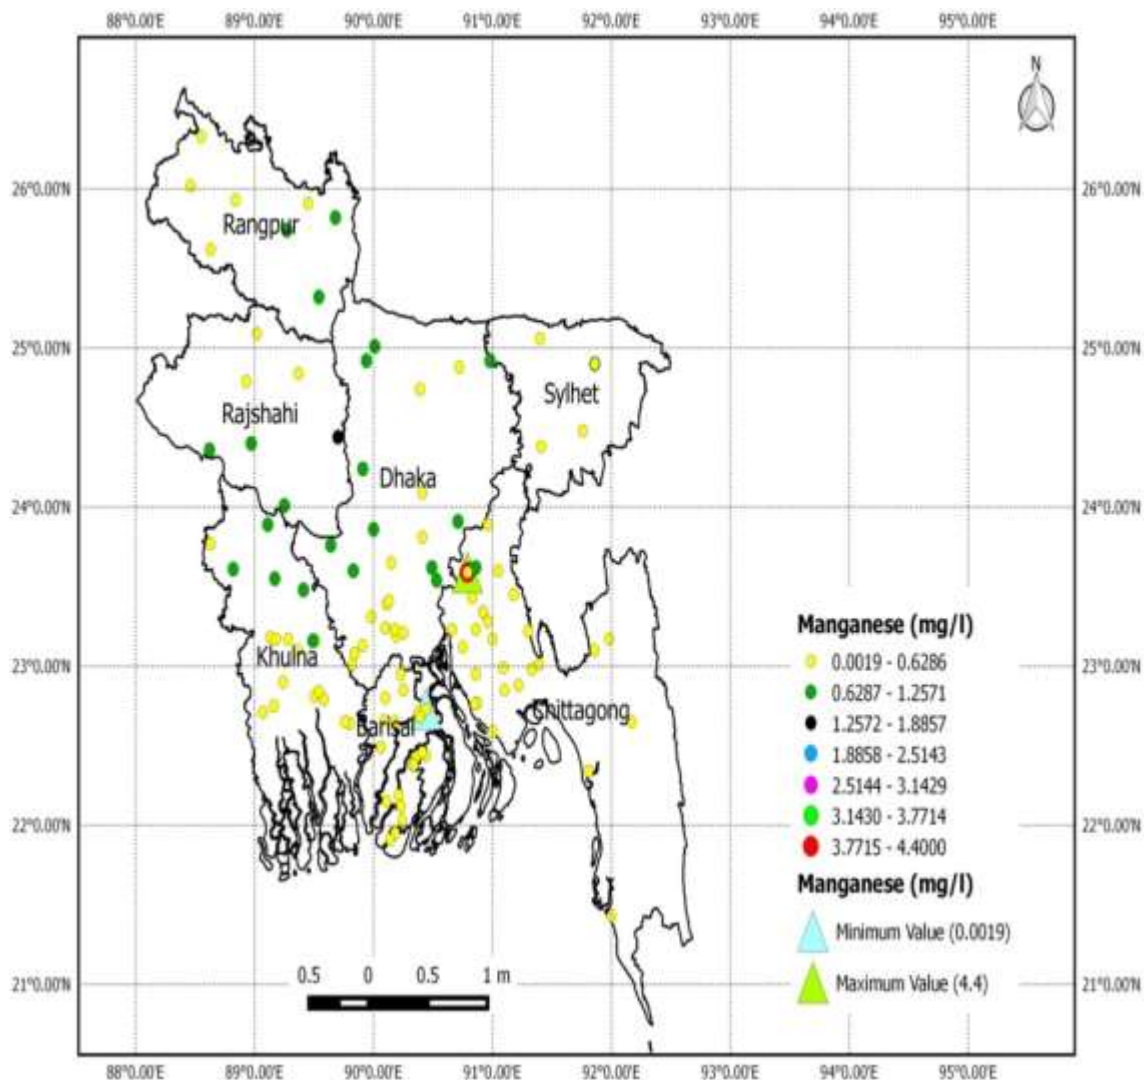 88°0.00'E 89°0.00'E 90°0.00'E 91°0.00'E 92°0.00'E 93°0.00'E 94°0.00'E 95°0.00'E
N
26°0.00'N 26°0.00'N
Rangpur
25°0.00'N 25°0.00'N
Sylhet
Rajshahi
Dhaka
24°0.00'N 24°0.00'N
Manganese (mg/l)
0.0019 - 0.6286
Khulna
23°0.00'N 23°0.00'N
0.6287 - 1.2571
Chittagong
Barisal
1.2572 - 1.8857
1.8858 - 2.5143
2.5144 - 3.1429
3.1430 - 3.7714
22°0.00'N 22°0.00'N
3.7715 - 4.4000
Manganese (mg/l)
Minimum Value (0.0019)
0.5 0 0.5 1 m
Maximum Value (4.4)
21°0.00'N 21°0.00'N
88°0.00'E 89°0.00'E 90°0.00'E 91°0.00'E 92°0.00'E 93°0.00'E 94°0.00'E 95°0.00'E